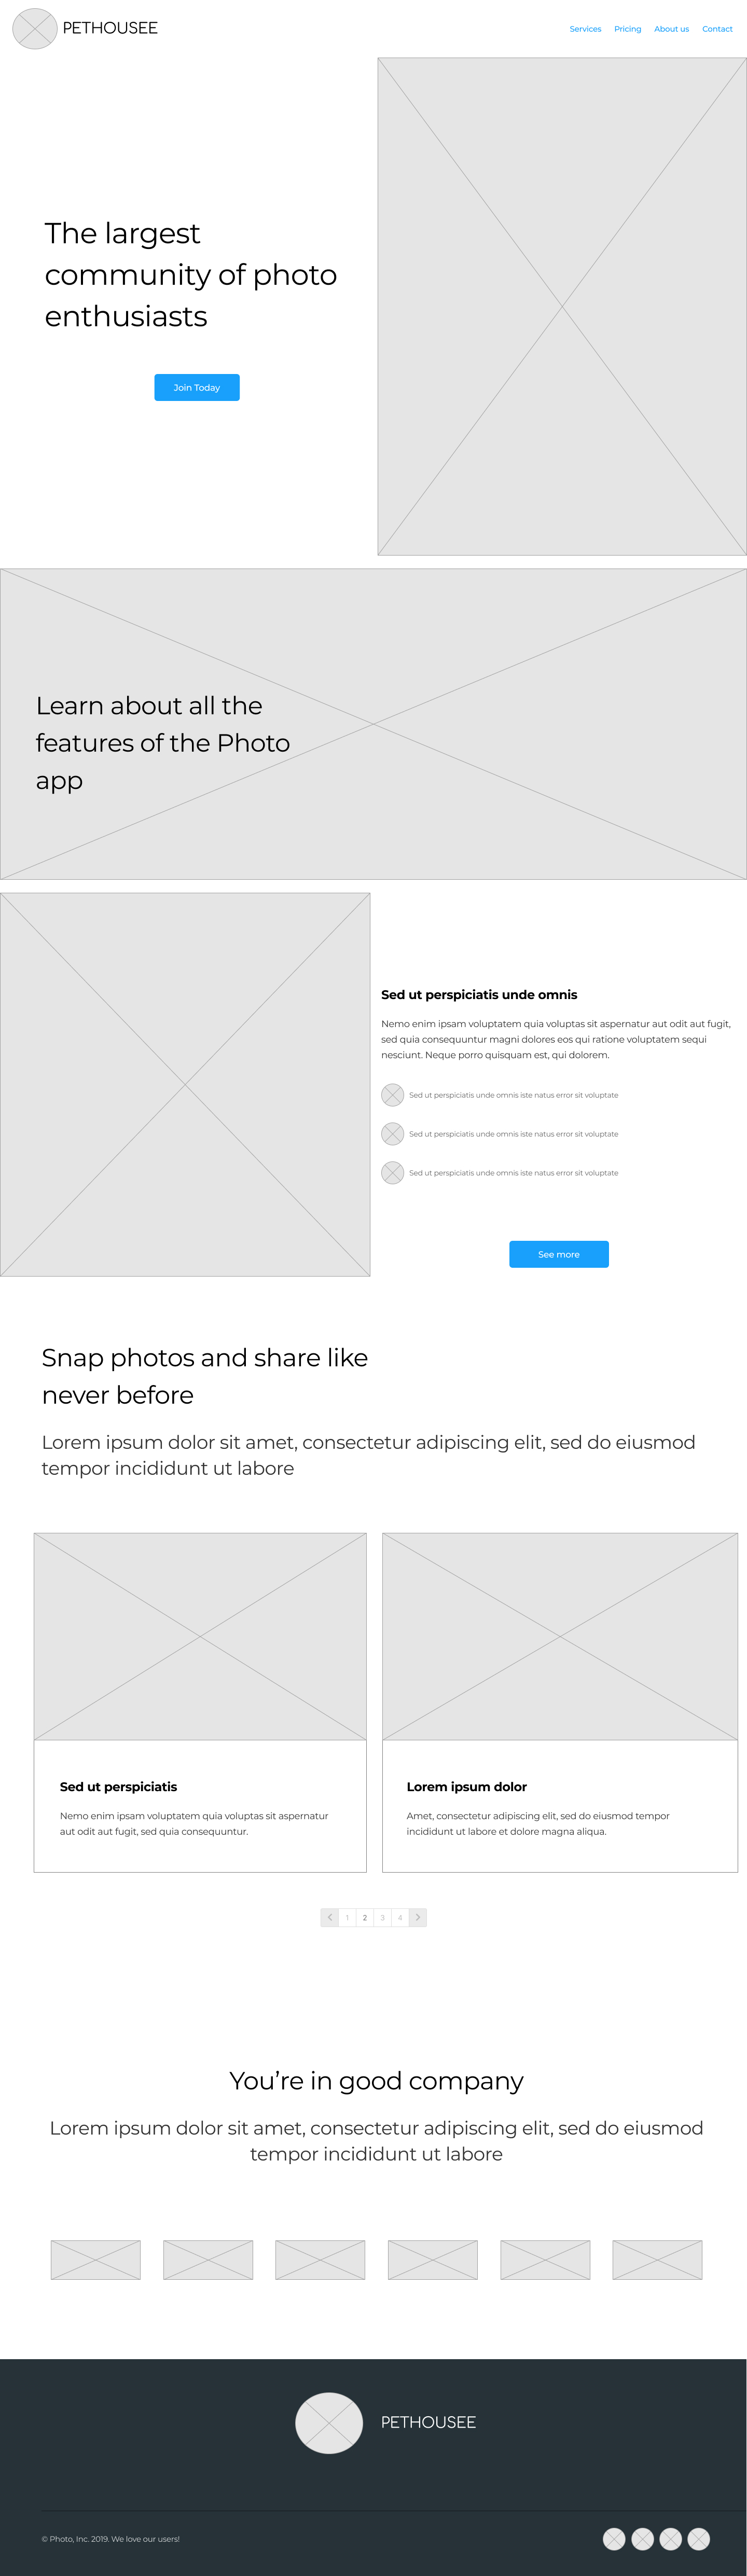 PETHOUSEE
Services Pricing About us Contact
The largest
community of photo
enthusiasts
Join Today
Learn about all the
features of the Photo
app
Sed ut perspiciatis unde omnis
Nemo enim ipsam voluptatem quia voluptas sit aspernatur aut odit aut fugit,
sed quia consequuntur magni dolores eos qui ratione voluptatem sequi
nesciunt. Neque porro quisquam est, qui dolorem.
Sed ut perspiciatis unde omnis iste natus error sit voluptate
Sed ut perspiciatis unde omnis iste natus error sit voluptate
Sed ut perspiciatis unde omnis iste natus error sit voluptate
See more
Snap photos and share like
never before
Lorem ipsum dolor sit amet, consectetur adipiscing elit, sed do eiusmod
tempor incididunt ut labore
Sed ut perspiciatis
Nemo enim ipsam voluptatem quia voluptas sit aspernatur
aut odit aut fugit, sed quia consequuntur.
Lorem ipsum dolor
Amet, consectetur adipiscing elit, sed do eiusmod tempor
incididunt ut labore et dolore magna aliqua.
1 2 3 4
You’re in good company
Lorem ipsum dolor sit amet, consectetur adipiscing elit, sed do eiusmod
tempor incididunt ut labore
PETHOUSEE
© Photo, Inc. 2019. We love our users!